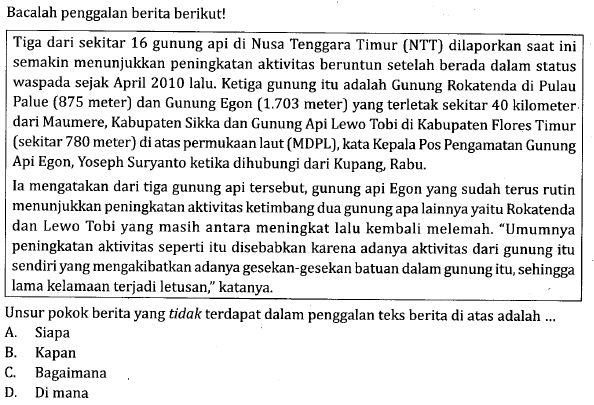 Bacalah penggalan berita berikut!
Tiga dari sekitar 16 gunung api di Nusa Tenggara Timur (NTT) dilaporkan saat ini
semakin menunjukkan peningkatan aktivitas beruntun setelah berada dalam status
waspada sejak April 2010 lalu. Ketiga gunung itu adalah Gunung Rokatenda di Pulau
Palue (875 meter) dan Gunung Egon (1.703 meter) yang terletak sekitar 40 kilometer
dari Maumere, Kabupaten Sikka dan Gunung Api Lewo Tobi di Kabupaten Flores Timur
(sekitar 780 meter) di atas permukaan laut (MDPL), kata Kepala Pos Pengamatan Gunung
Api Egon, Yoseph Suryanto ketika dihubungi dari Kupang, Rabu.
Ia mengatakan dari tiga gunung api tersebut, gunung api Egon yang sudah terus rutin
menunjukkan peningkatan aktivitas ketimbang dua gunung apa lainnya yaitu Rokatenda
dan Lewo Tobi yang masih antara meningkat lalu kembali melemah. “Umumnya
peningkatan aktivitas seperti itu disebabkan karena adanya aktivitas dari gunung itu
sendiri yang mengakibatkan adanya gesekan-gesekan batuan dalam gunung itu, sehingga
lama kelamaan terjadi letusan,” katanya.
Unsur pokok berita yang tidak terdapat dalam penggalan teks berita di atas adalah ...
A. Siapa
B. Kapan
C. Bagaimana
D. Di mana